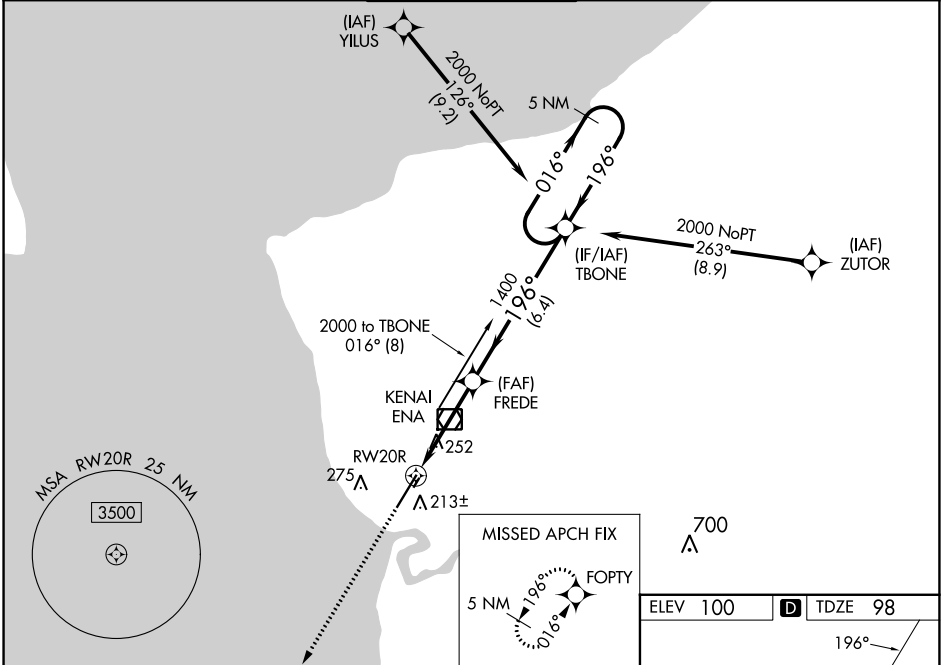 (IAF)
YILUS
2000 NoPT
126°
(9.2)
5 NM
016°
196°
2000 NoPT
263°
(8.9)
(IAF)
ZUTOR
(IF/IAF)
TBONE
1400
196°
(6.4)
2000 to TBONE
016° (8)
(FAF)
FREDE
KENAI
ENA
252
RW20R
275
213±
MSA RW20R 25 NM
3500
MISSED APCH FIX
FOPTY
5 NM
196°
016°
700
ELEV 100
D
TDZE 98
196°